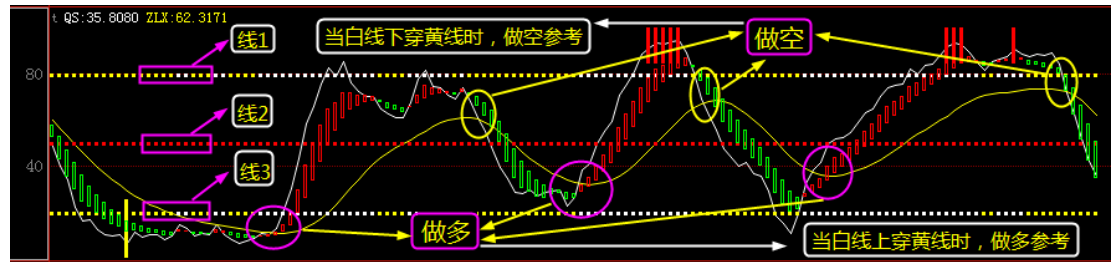 t QS:35.8080 ZLX:62.3171
线1
当白线下穿黄线时，做空参考
做空
80
线2
40
线3
做多
当白线上穿黄线时，做多参考